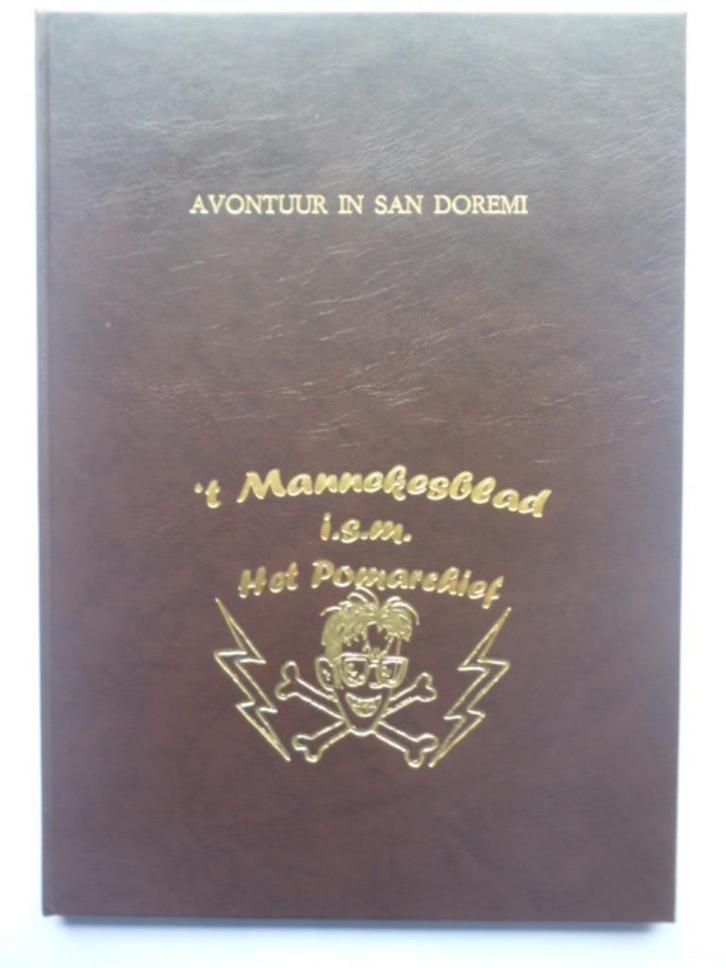 AVONTUUR IN SAN DOREMI
't Mannekesblad
i.s.m.
Het Pomarchief